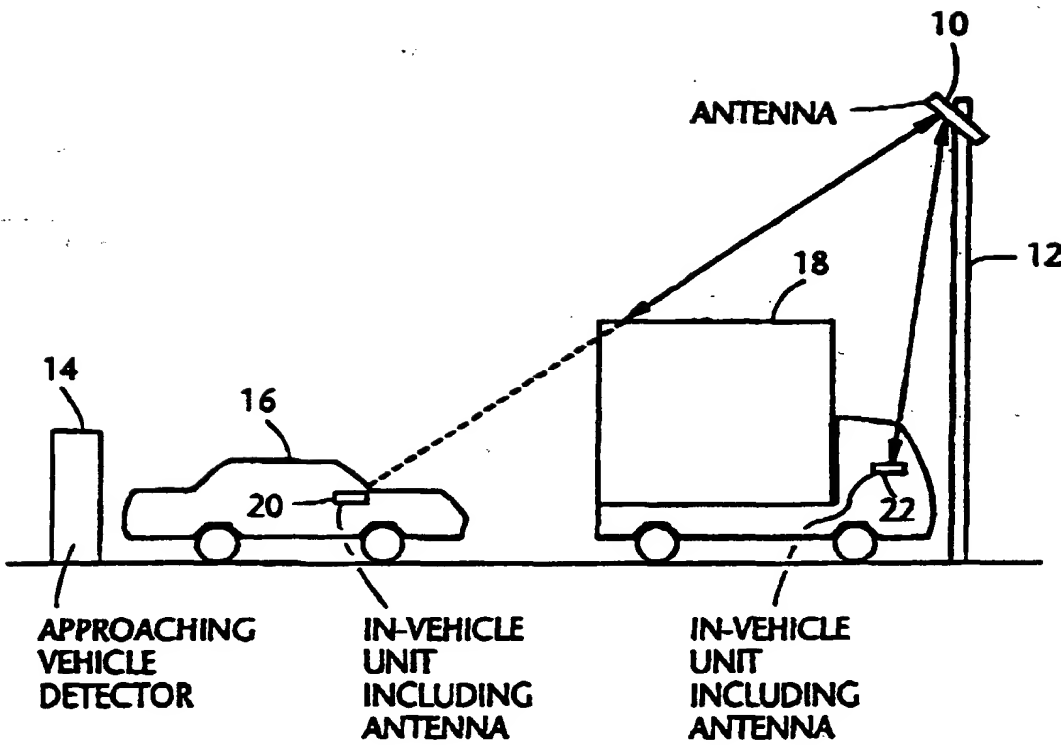 10
ANTENNA
12
18
14
16
20
22
APPROACHING
VEHICLE
DETECTOR
IN-VEHICLE
UNIT
INCLUDING
ANTENNA
IN-VEHICLE
UNIT
INCLUDING
ANTENNA